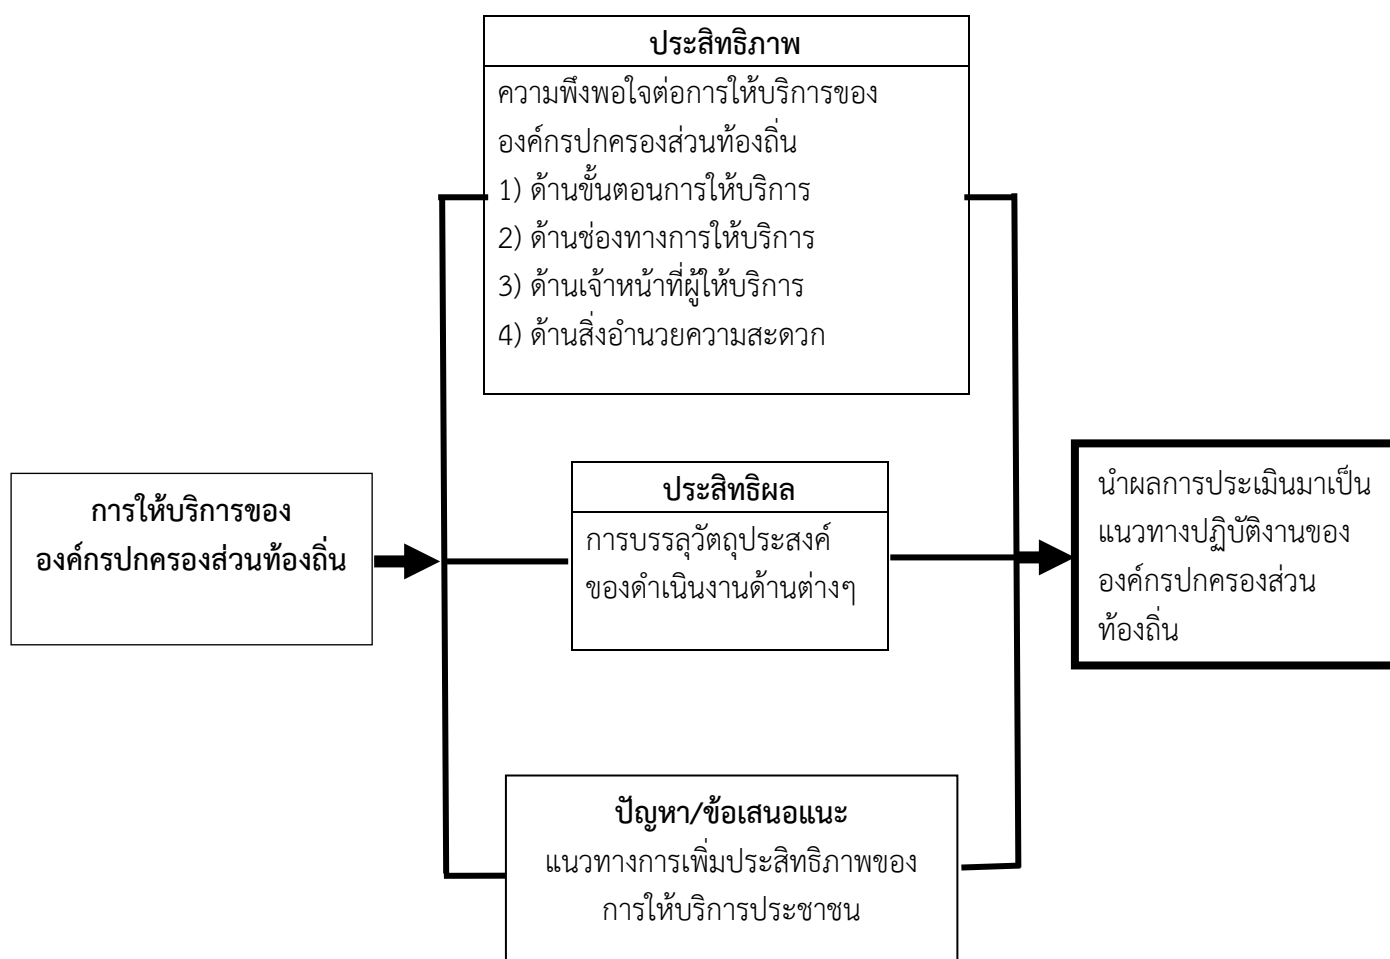 ประสิทธิภาพ
ความพึงพอใจต่อการให้บริการของ
องค์กรปกครองส่วนท้องถิ่น
1) ด้านขั้นตอนการให้บริการ
2) ด้านช่องทางการให้บริการ
3) ด้านเจ้าหน้าที่ผู้ให้บริการ
4) ด้านสิ่งอำนวยความสะดวก
การให้บริการของ
องค์กรปกครองส่วนท้องถิ่น
ประสิทธิผล
การบรรลุวัตถุประสงค์
ของดำเนินงานด้านต่างๆ
นำผลการประเมินมาเป็น
แนวทางปฏิบัติงานของ
องค์กรปกครองส่วน
ท้องถิ่น
ปัญหา/ข้อเสนอแนะ
แนวทางการเพิ่มประสิทธิภาพของ
การให้บริการประชาชน